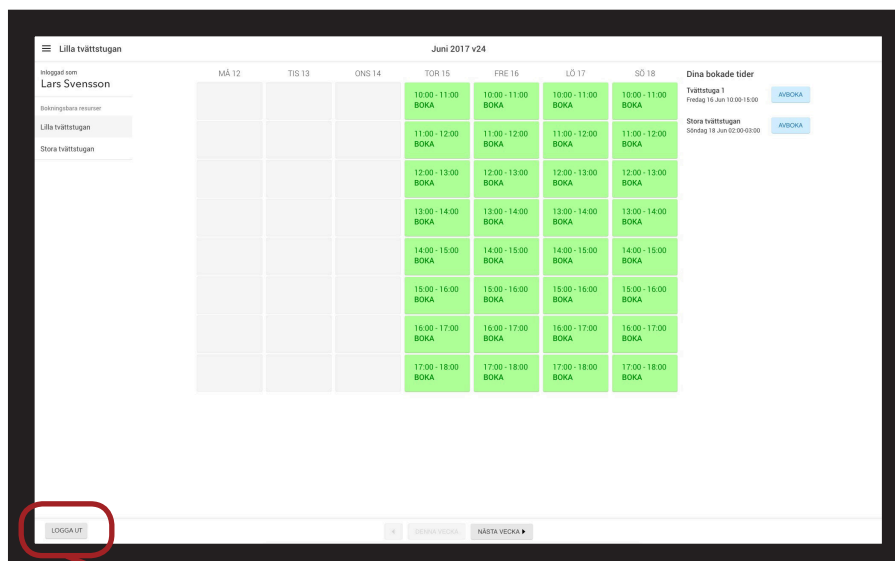 Lilla tvättstugan
Juni 2017 v24
Inloggad som
Lars Svensson
Bokningsbara resurser
Lilla tvättstugan
Stora tvättstugan
MÅ 12 TIS 13 ONS 14 TOR 15 FRE 16 LÖ 17 SÖ 18
10:00 - 11:00 10:00 - 11:00 10:00 - 11:00 10:00 - 11:00
BOKA BOKA BOKA BOKA
11:00 - 12:00 11:00 - 12:00 11:00 - 12:00 11:00 - 12:00
BOKA BOKA BOKA BOKA
12:00 - 13:00 12:00 - 13:00 12:00 - 13:00 12:00 - 13:00
BOKA BOKA BOKA BOKA
13:00 - 14:00 13:00 - 14:00 13:00 - 14:00 13:00 - 14:00
BOKA BOKA BOKA BOKA
14:00 - 15:00 14:00 - 15:00 14:00 - 15:00 14:00 - 15:00
BOKA BOKA BOKA BOKA
15:00 - 16:00 15:00 - 16:00 15:00 - 16:00 15:00 - 16:00
BOKA BOKA BOKA BOKA
16:00 - 17:00 16:00 - 17:00 16:00 - 17:00 16:00 - 17:00
BOKA BOKA BOKA BOKA
17:00 - 18:00 17:00 - 18:00 17:00 - 18:00 17:00 - 18:00
BOKA BOKA BOKA BOKA
Dina bokade tider
Tvättstuga 1
Fredag 16 Jun 10:00-15:00
AVBOKA
Stora tvättstugan
Söndag 18 Jun 02:00-03:00
AVBOKA
LOGGA UT
DENNA VECKA
NÄSTA VECKA